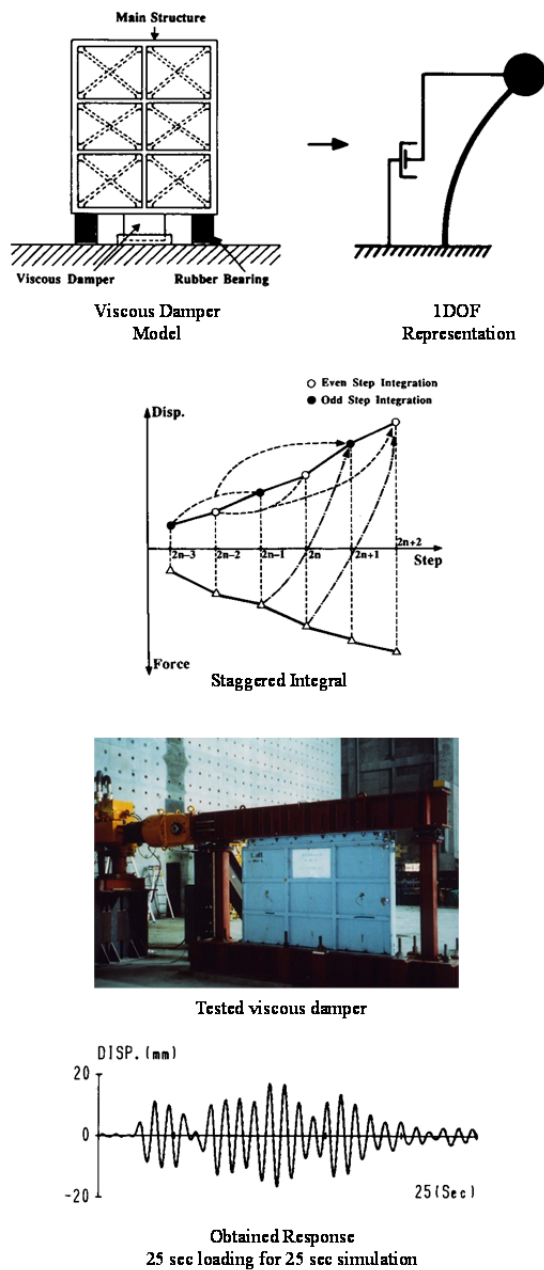 Main Structure
Viscous Damper
Rubber Bearing
Viscous Damper
Model
1DOF
Representation
Even Step Integration
Odd Step Integration
Disp.
2n-3
2n-2
2n-1
2n
2n+1
2n+2
Step
Force
Staggered Integral
Tested viscous damper
DISP.(mm)
20
0
-20
25(Sec)
Obtained Response
25 sec loading for 25 sec simulation